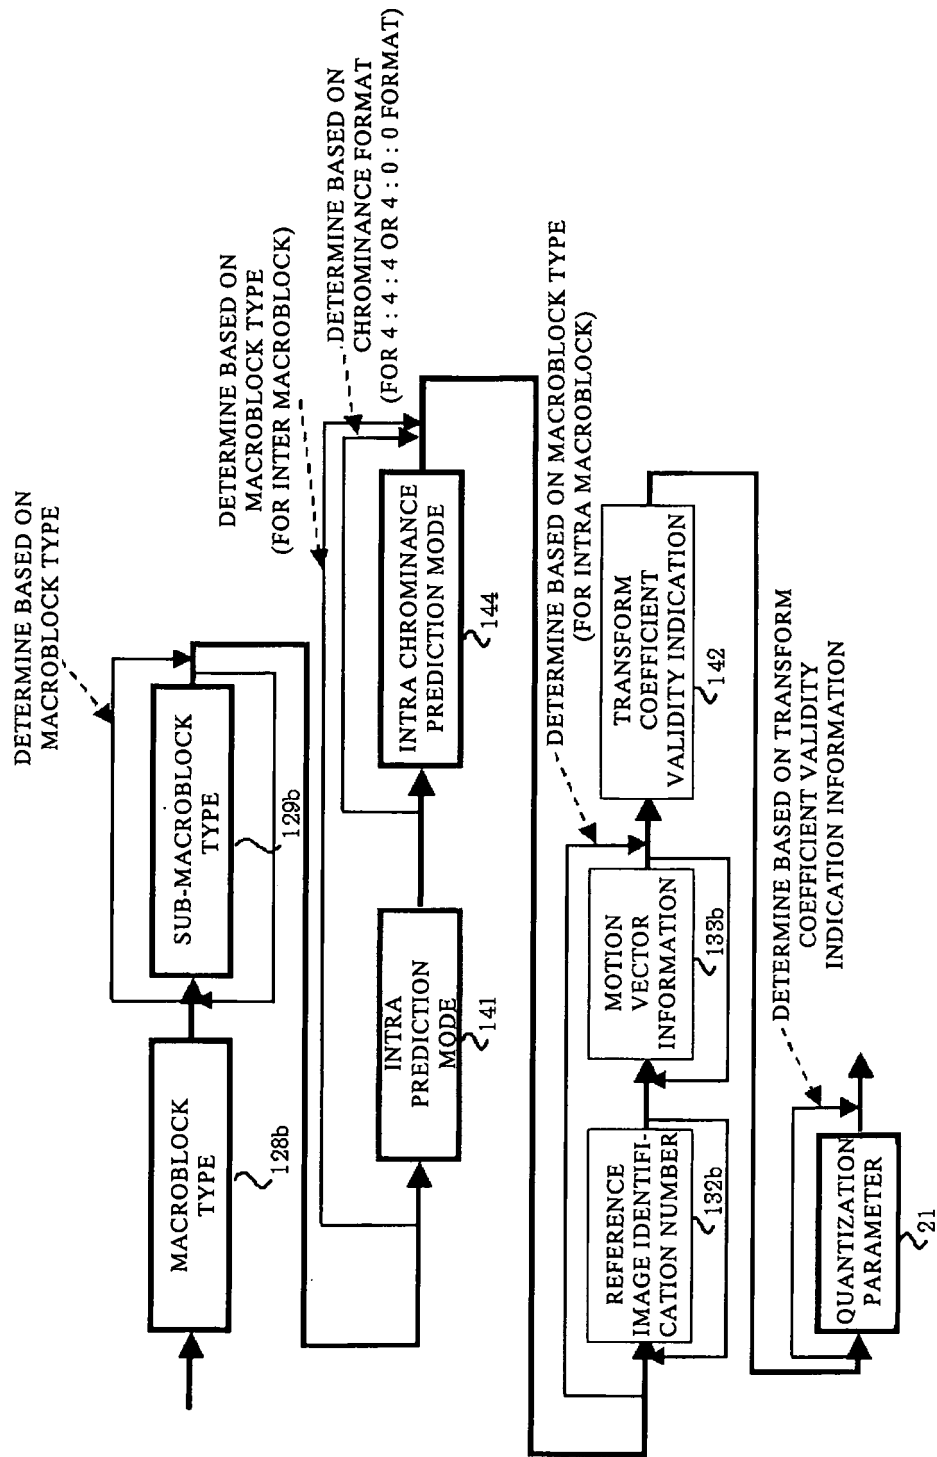 DETERMINE BASED ON
MACROBLOCK TYPE
MACROBLOCK
TYPE
128b
SUB-MACROBLOCK
TYPE
129b
DETERMINE BASED ON
MACROBLOCK TYPE
(FOR INTER MACROBLOCK)
DETERMINE BASED ON
CHROMINANCE FORMAT
(FOR 4 : 4 : 4 OR 4 : 0 : 0 FORMAT)
INTRA
PREDICTION
MODE
141
INTRA CHROMINANCE
PREDICTION MODE
144
DETERMINE BASED ON MACROBLOCK TYPE
(FOR INTRA MACROBLOCK)
REFERENCE
IMAGE IDENTIFI-
CATION NUMBER
132b
MOTION
VECTOR
INFORMATION
133b
TRANSFORM
COEFFICIENT
VALIDITY INDICATION
142
DETERMINE BASED ON TRANSFORM
COEFFICIENT VALIDITY
INDICATION INFORMATION
QUANTIZATION
PARAMETER
21